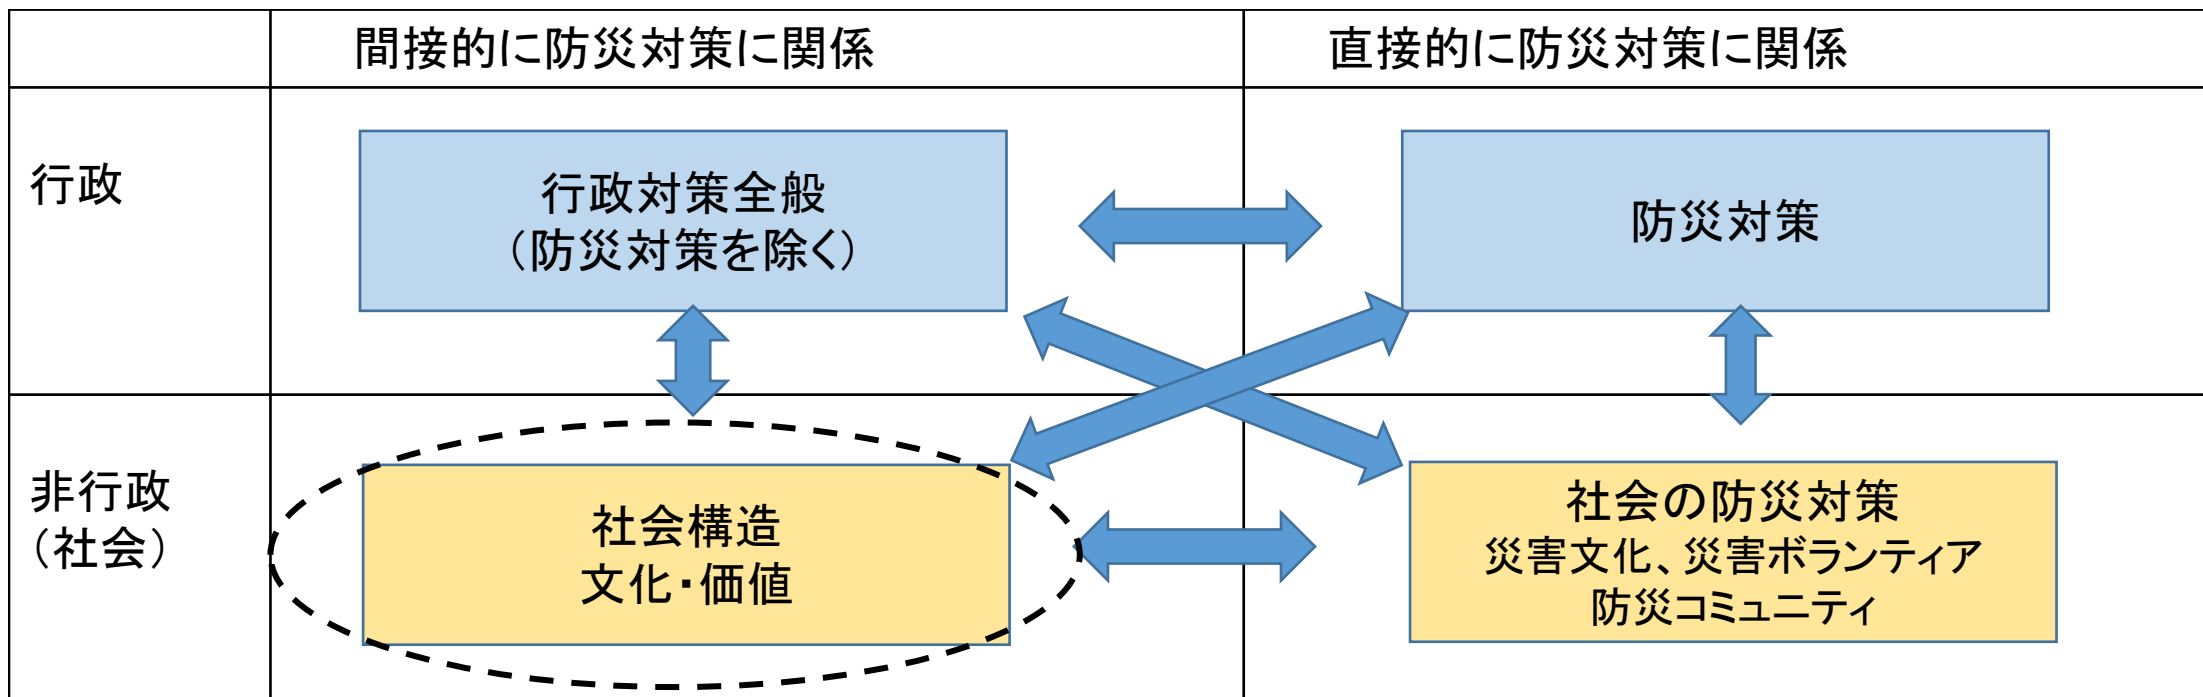 間接的に防災対策に関係
直接的に防災対策に関係
行政
行政対策全般
（防災対策を除く）
防災対策
非行政
（社会）
社会構造
文化・価値
社会の防災対策
災害文化、災害ボランティア
防災コミュニティ